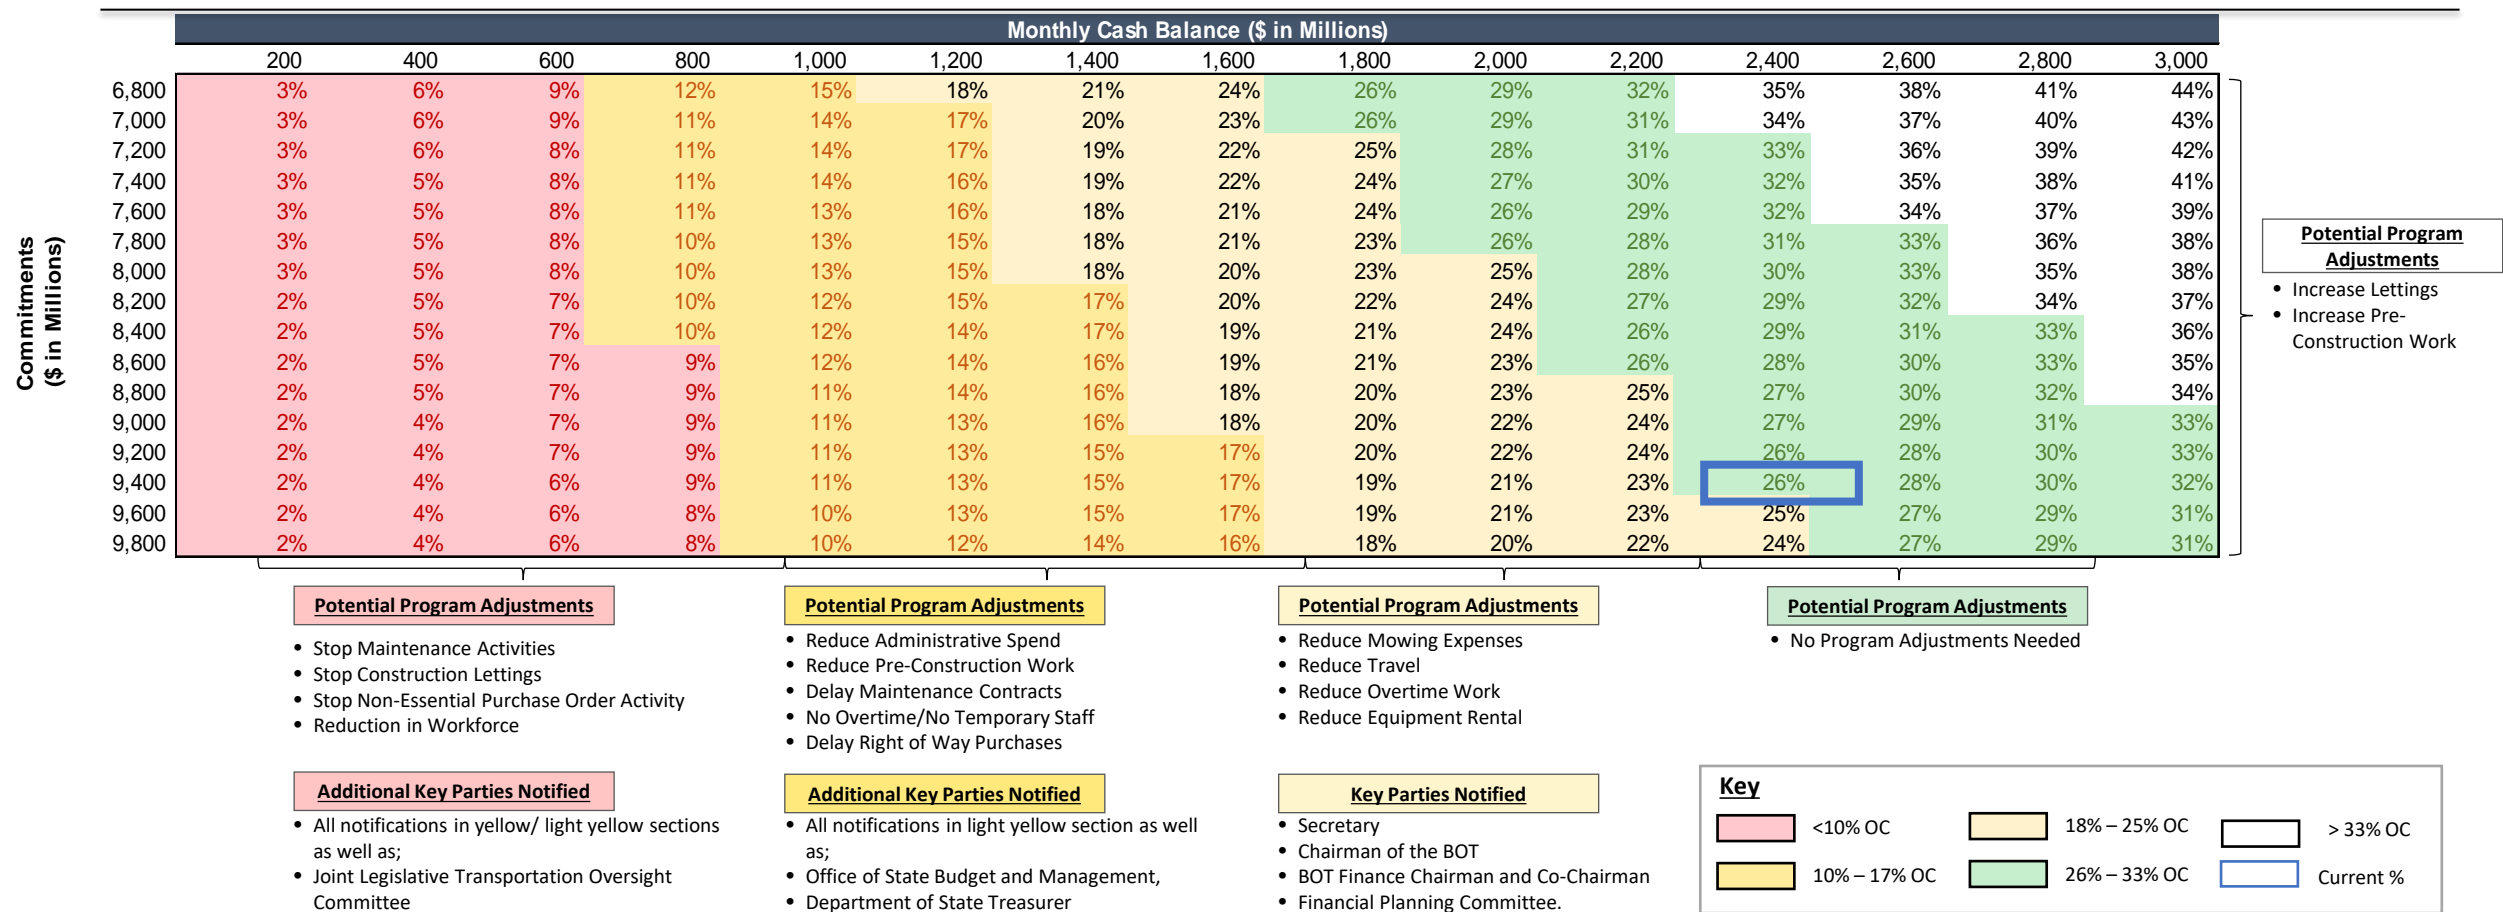 Monthly Cash Balance ($ in Millions)
200 400 600 800 1,000 1,200 1,400 1,600 1,800 2,000 2,200 2,400 2,600 2,800 3,000
Commitments
($ in Millions)
6,800 3% 6% 9% 12% 15% 18% 21% 24% 26% 29% 32% 35% 38% 41% 44%
7,000 3% 6% 9% 11% 14% 17% 20% 23% 26% 29% 31% 34% 37% 40% 43%
7,200 3% 6% 8% 11% 14% 17% 19% 22% 25% 28% 31% 33% 36% 39% 42%
7,400 3% 5% 8% 11% 14% 16% 19% 22% 24% 27% 30% 32% 35% 38% 41%
7,600 3% 5% 8% 11% 13% 16% 18% 21% 24% 26% 29% 32% 34% 37% 39%
7,800 3% 5% 8% 10% 13% 15% 18% 21% 23% 26% 28% 31% 33% 36% 38%
8,000 3% 5% 8% 10% 13% 15% 18% 20% 23% 25% 28% 30% 33% 35% 38%
8,200 2% 5% 7% 10% 12% 15% 17% 20% 22% 24% 27% 29% 32% 34% 37%
8,400 2% 5% 7% 10% 12% 14% 17% 19% 21% 24% 26% 29% 31% 33% 36%
8,600 2% 5% 7% 9% 12% 14% 16% 19% 21% 23% 26% 28% 30% 33% 35%
8,800 2% 5% 7% 9% 11% 14% 16% 18% 20% 23% 25% 27% 30% 32% 34%
9,000 2% 4% 7% 9% 11% 13% 16% 18% 20% 22% 24% 27% 29% 31% 33%
9,200 2% 4% 7% 9% 11% 13% 15% 17% 20% 22% 24% 26% 28% 30% 33%
9,400 2% 4% 6% 9% 11% 13% 15% 17% 19% 21% 23% 26% 28% 30% 32%
9,600 2% 4% 6% 8% 10% 13% 15% 17% 19% 21% 23% 25% 27% 29% 31%
9,800 2% 4% 6% 8% 10% 12% 14% 16% 18% 20% 22% 24% 27% 29% 31%
Potential Program
Adjustments
• Increase Lettings
• Increase Pre-
Construction Work
Potential Program Adjustments
• Stop Maintenance Activities
• Stop Construction Lettings
• Stop Non-Essential Purchase Order Activity
• Reduction in Workforce
Potential Program Adjustments
• Reduce Administrative Spend
• Reduce Pre-Construction Work
• Delay Maintenance Contracts
• No Overtime/No Temporary Staff
• Delay Right of Way Purchases
Potential Program Adjustments
• Reduce Mowing Expenses
• Reduce Travel
• Reduce Overtime Work
• Reduce Equipment Rental
Potential Program Adjustments
• No Program Adjustments Needed
Additional Key Parties Notified
• All notifications in yellow/ light yellow sections
as well as;
• Joint Legislative Transportation Oversight
Committee
Additional Key Parties Notified
• All notifications in light yellow section as well
as;
• Office of State Budget and Management,
• Department of State Treasurer
Key Parties Notified
• Secretary
• Chairman of the BOT
• BOT Finance Chairman and Co-Chairman
• Financial Planning Committee.
Key
<10% OC
18% – 25% OC
> 33% OC
10% – 17% OC
26% – 33% OC
Current %